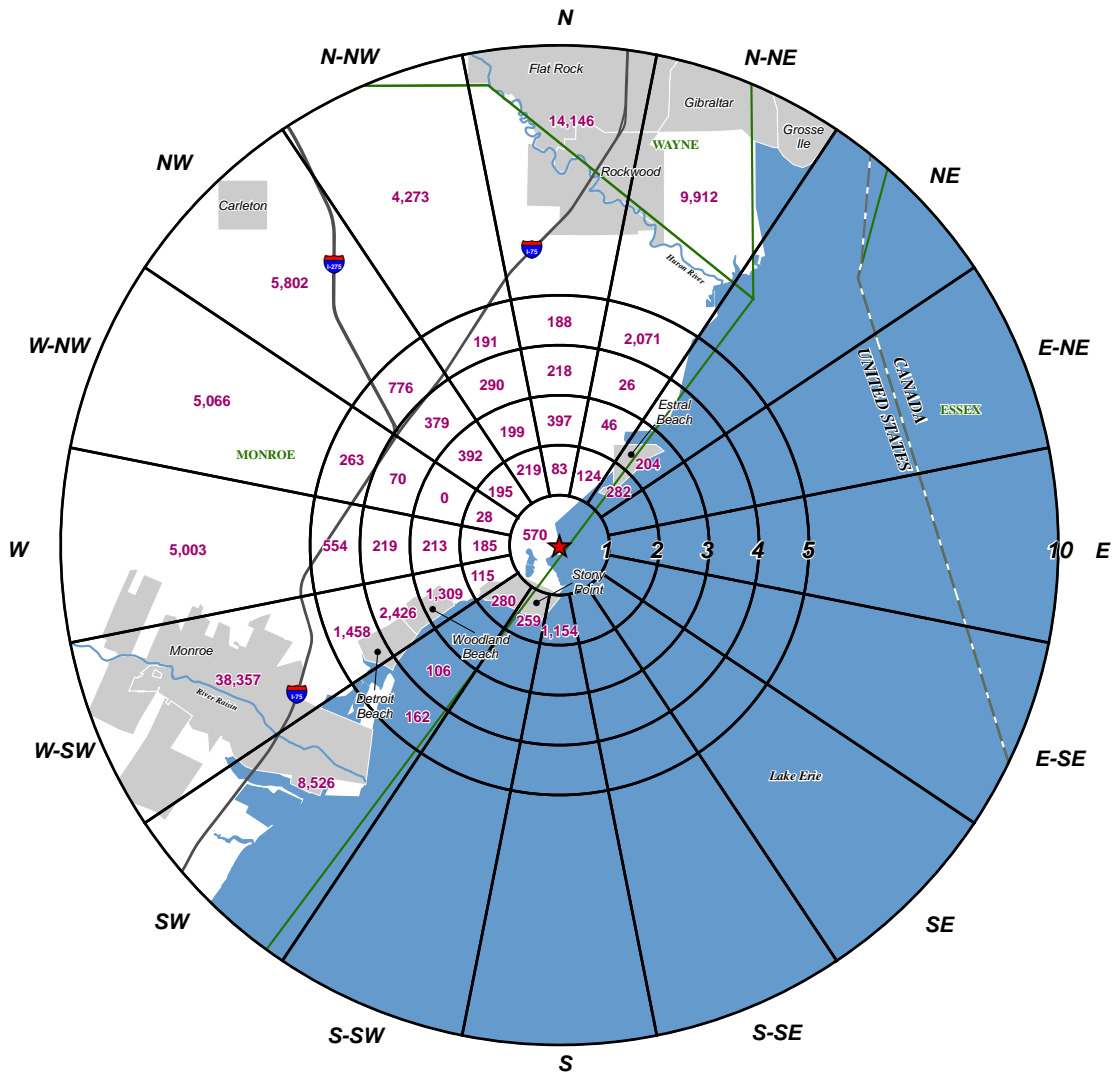 N
N-NW
N-NE
Flat Rock
Gibraltar
14,146
Grosse
Ile
WAYNE
NW
NE
Rockwood
4,273
9,912
Carleton
I-75
I-275
Huron River
5,802
188
191
2,071
W-NW
E-NE
CANADA
UNITED STATES
218
776
290
26
5,066
ESSEX
Estral
Beach
379
397
46
199
MONROE
392
263
204
70
219
83
124
195
282
0
28
570
W
5,003
554
219
213
185
1
2
3
4
5
10
E
115
Stony
Point
1,309
280
2,426
259
1,154
1,458
Woodland
Beach
Monroe
106
38,357
I-75
River Raisin
Detroit
Beach
162
W-SW
E-SE
8,526
Lake Erie
SW
SE
S-SW
S-SE
S